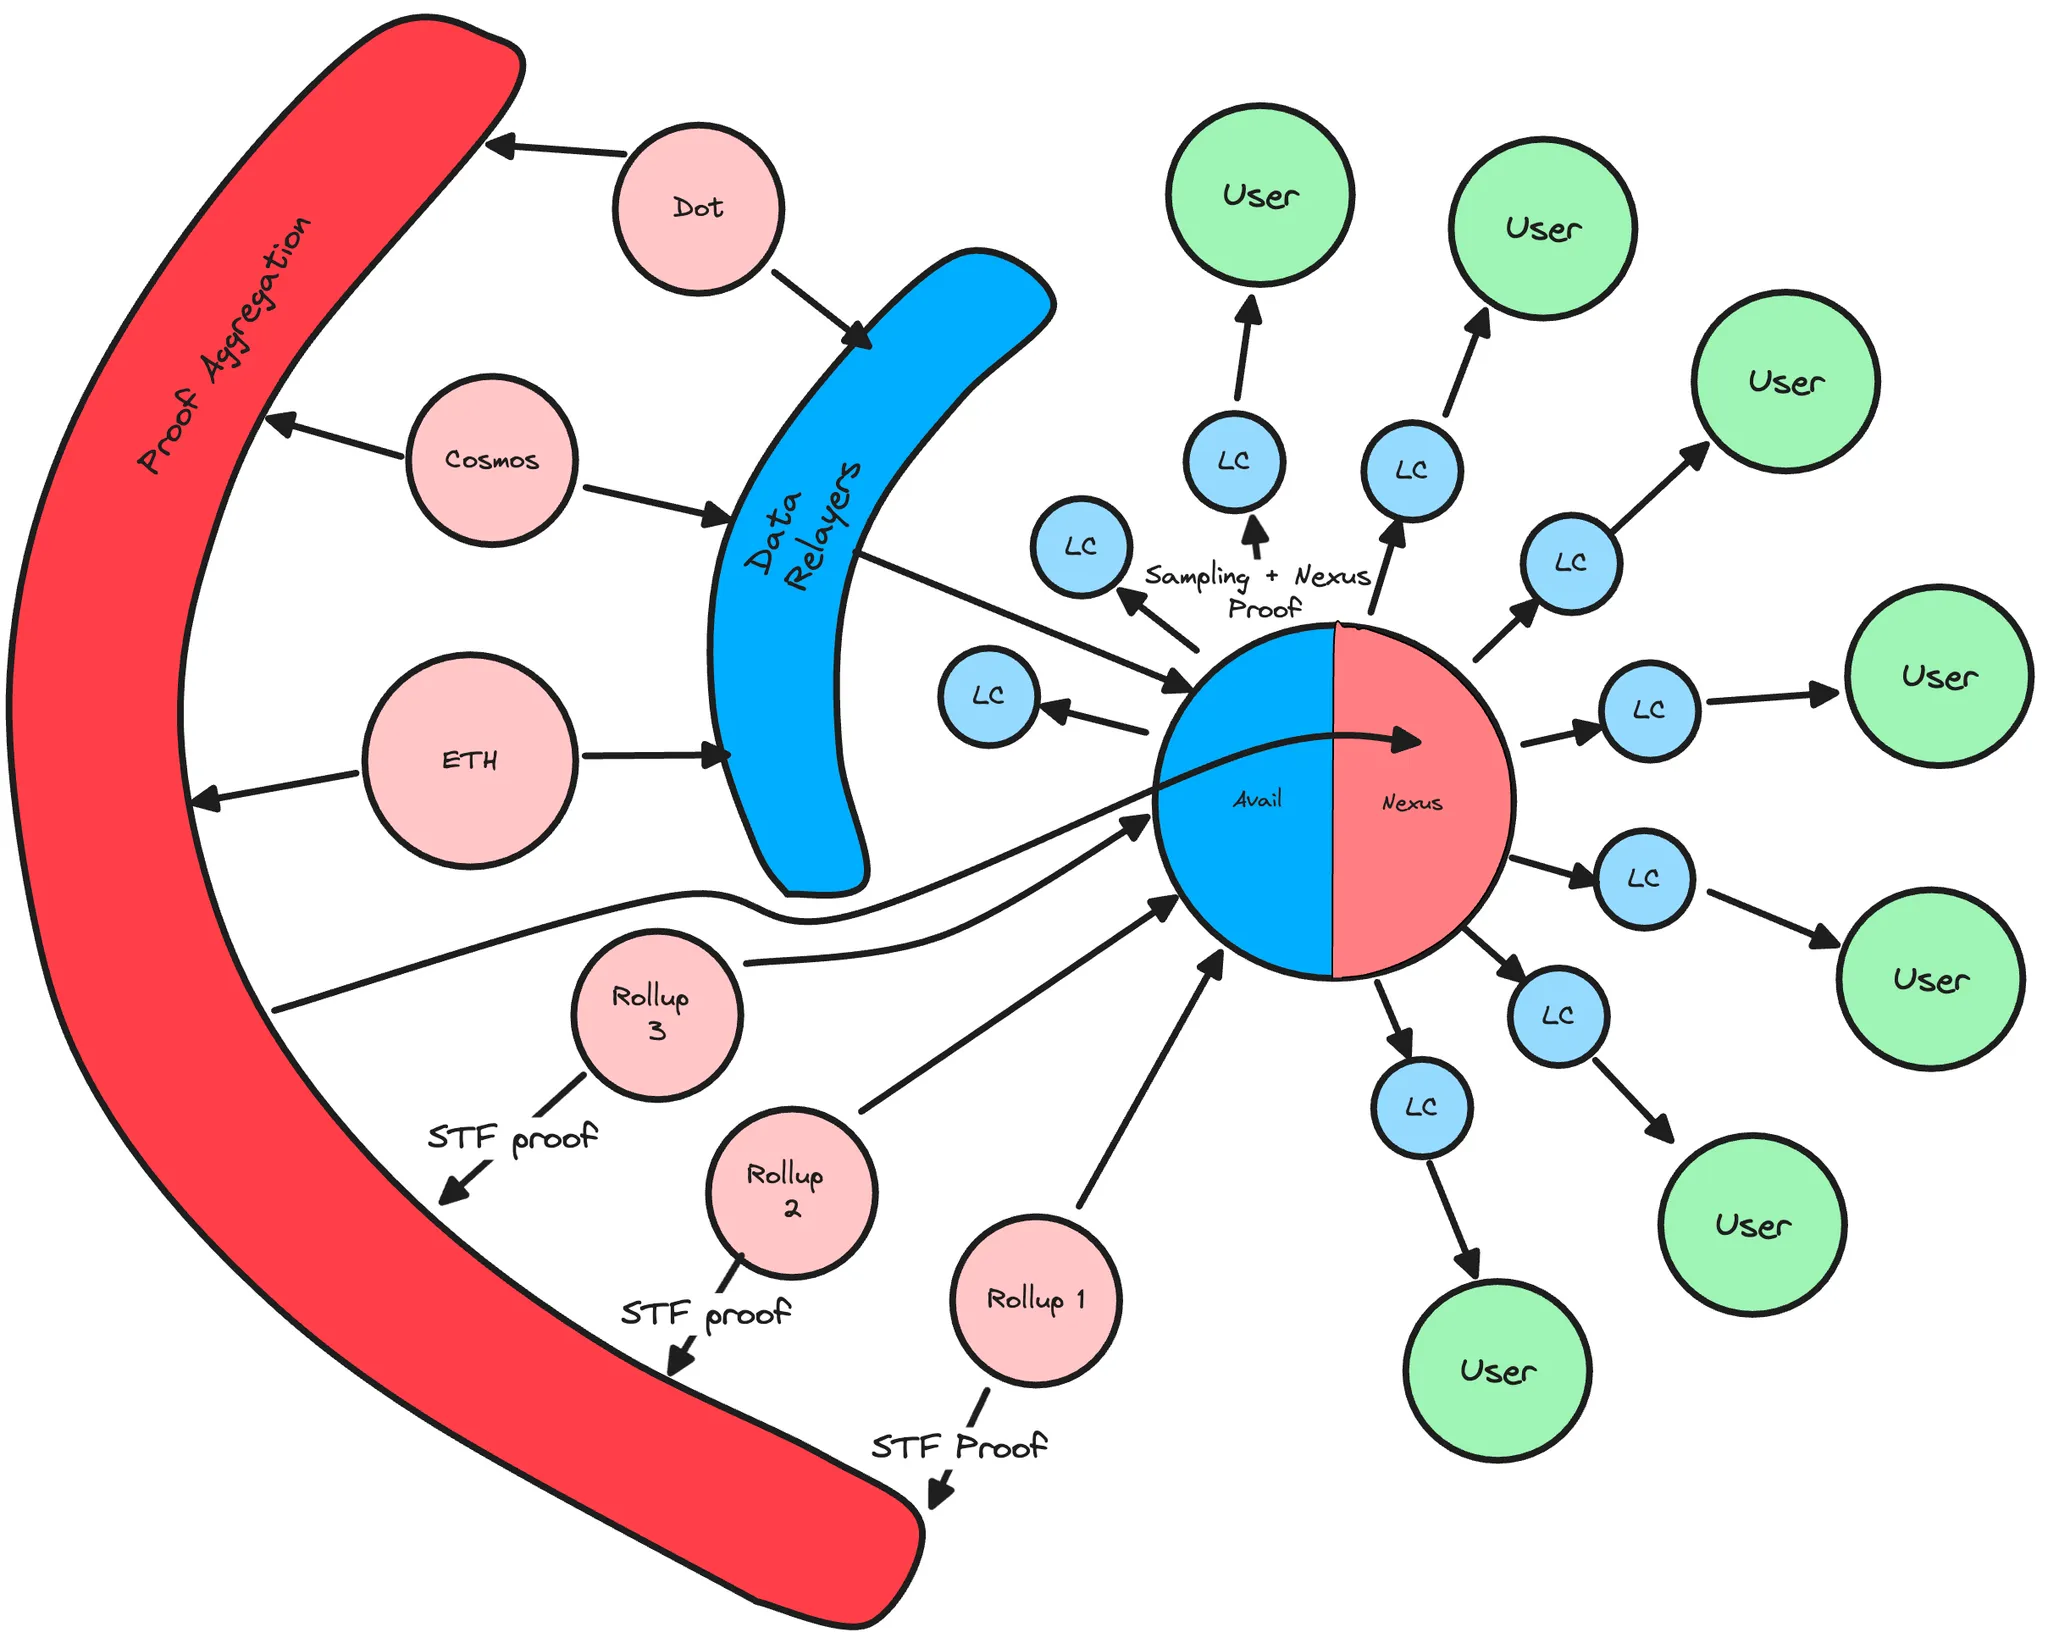 Proof Aggregation
Dot
Cosmos
ETH
Data
Relayers
Rollup
3
STF proof
Rollup
2
STF proof
Rollup 1
STF Proof
Avail
Nexus
Sampling + Nexus
Proof
LC
LC
LC
LC
LC
LC
LC
LC
LC
User
User
User
User
User
User
User